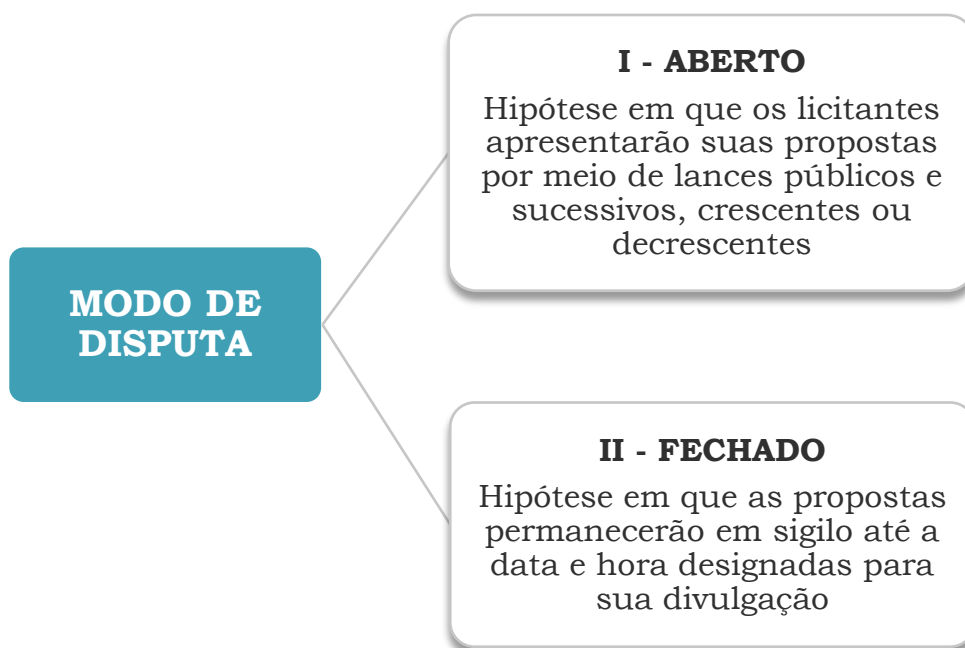 I - ABERTO
Hipótese em que os licitantes
apresentarão suas propostas
por meio de lances públicos e
sucessivos, crescentes ou
decrescentes
MODO DE
DISPUTA
II - FECHADO
Hipótese em que as propostas
permanecerão em sigilo até a
data e hora designadas para
sua divulgação